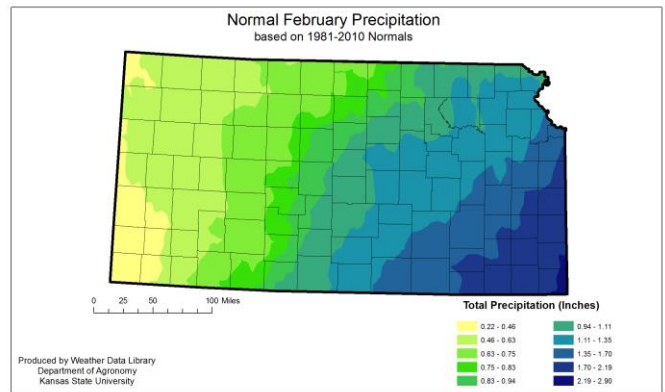 Normal February Precipitation
based on 1981-2010 Normals
0 25 50 100 Miles
Total Precipitation (Inches)
0.22 - 0.46
0.46 - 0.63
0.63 - 0.75
0.75 - 0.83
0.83 - 0.94
0.94 - 1.11
1.11 - 1.35
1.35 - 1.70
1.70 - 2.19
2.19 - 2.90
Produced by Weather Data Library
Department of Agronomy
Kansas State University